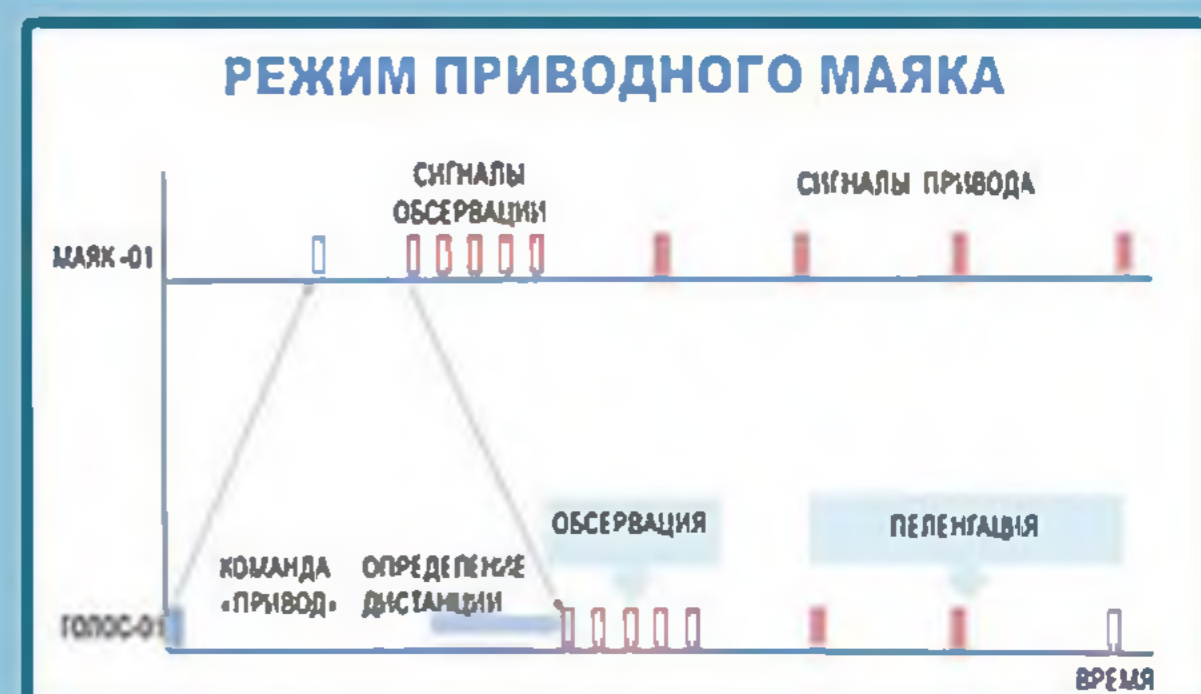 РЕЖИМ ПРИВОДНОГО МАЯКА
СИГНАЛЫ
ОБСЕРВАЦИИ
СИГНАЛЫ ПРИВОДА
МАЯК-01
ОБСЕРВАЦИЯ
ПЕЛЕНГАЦИЯ
КОМАНДА
«ПРИВОД»
ОПРЕДЕЛЕНИЕ
ДИСТАНЦИИ
ГОЛОС-01
ВРЕМЯ